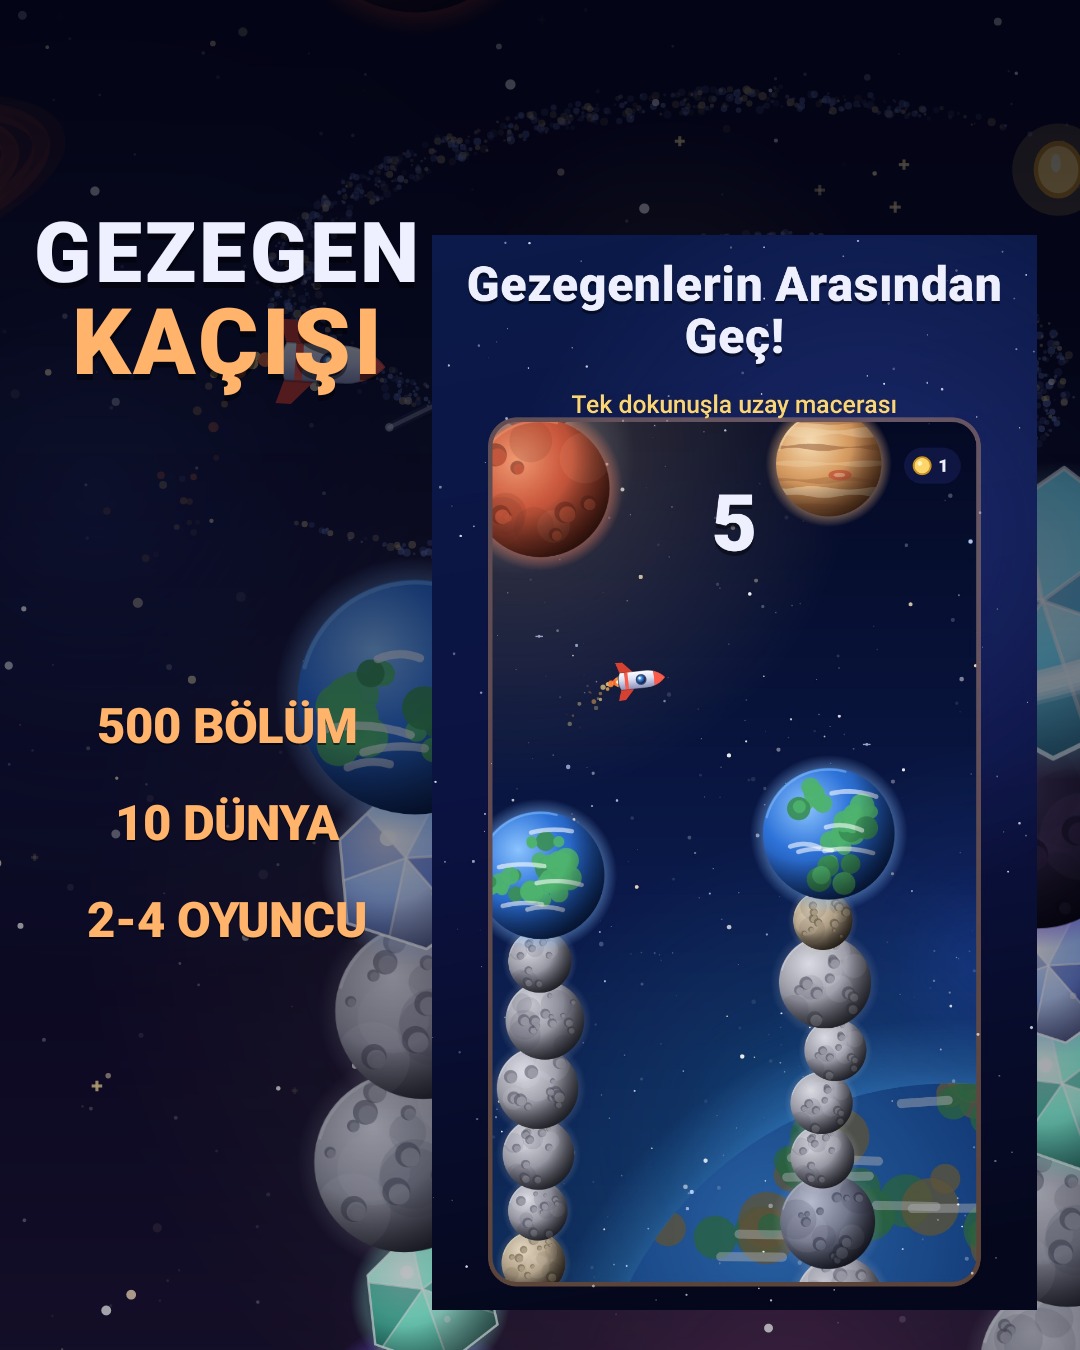 GEZEGEN
KAÇIŞI
500 BÖLÜM
10 DÜNYA
2-4 OYUNCU
Gezegenlerin Arasından
Geç!
Tek dokunuşla uzay macerası
1
5